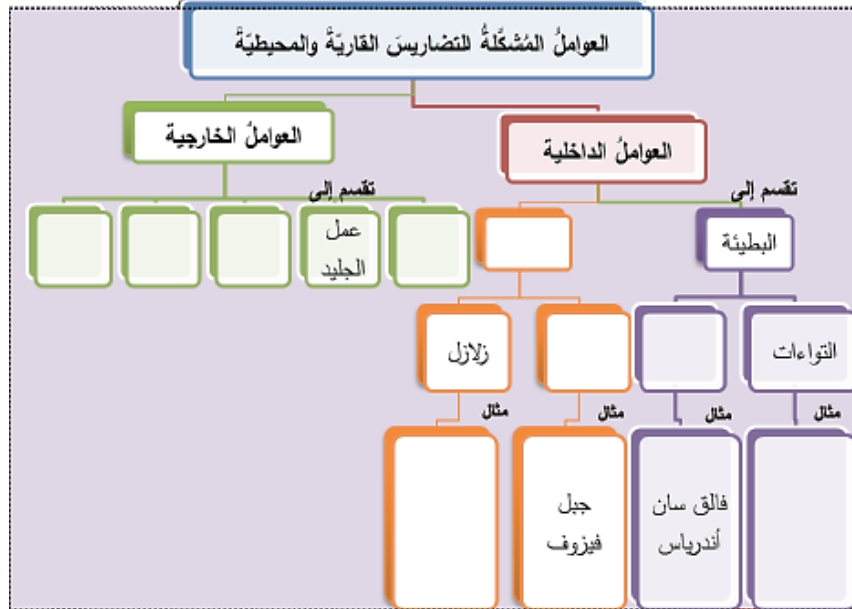 العواملُ المُشكِّلةُ للتضاريسَ القاريّةُ والمحيطيّةُ
العواملُ الداخلية
العواملُ الخارجية
تقسم إلى
تقسم إلى
البطيئة
عمل
الجليد
التواءات
زلازل
مثال
مثال
مثال
مثال
فالق سان
أندرياس
جبل
فيزوف